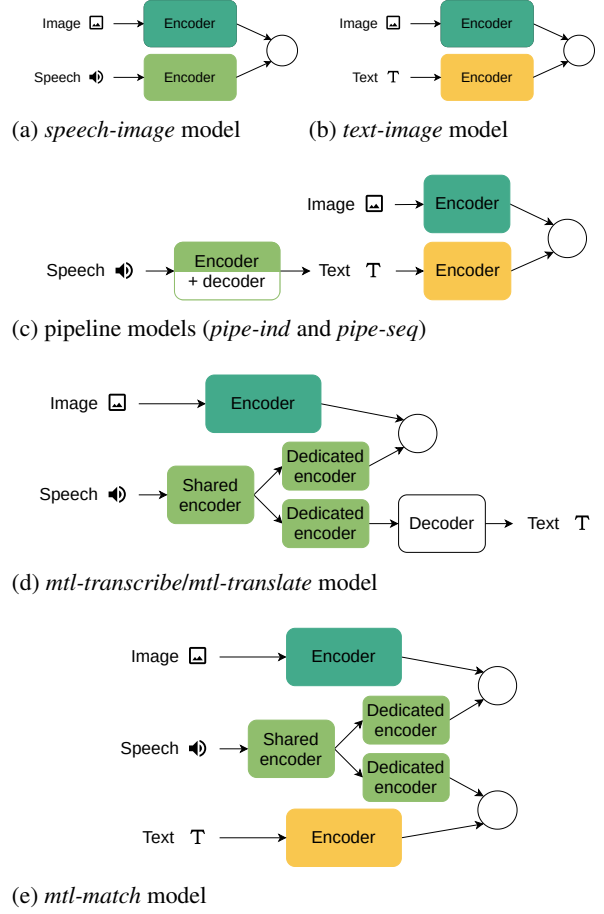 Image Encoder
Speech Encoder
(a) speech-image model
Image Encoder
Text T Encoder
(b) text-image model
Image Encoder
Speech Encoder + decoder Text T Encoder
(c) pipeline models (pipe-ind and pipe-seq)
Image Encoder
Dedicated encoder
Speech Shared encoder
Dedicated encoder Decoder Text T
(d) mtl-transcribe/mtl-translate model
Image Encoder
Dedicated encoder
Speech Shared encoder
Dedicated encoder
Text T Encoder
(e) mtl-match model